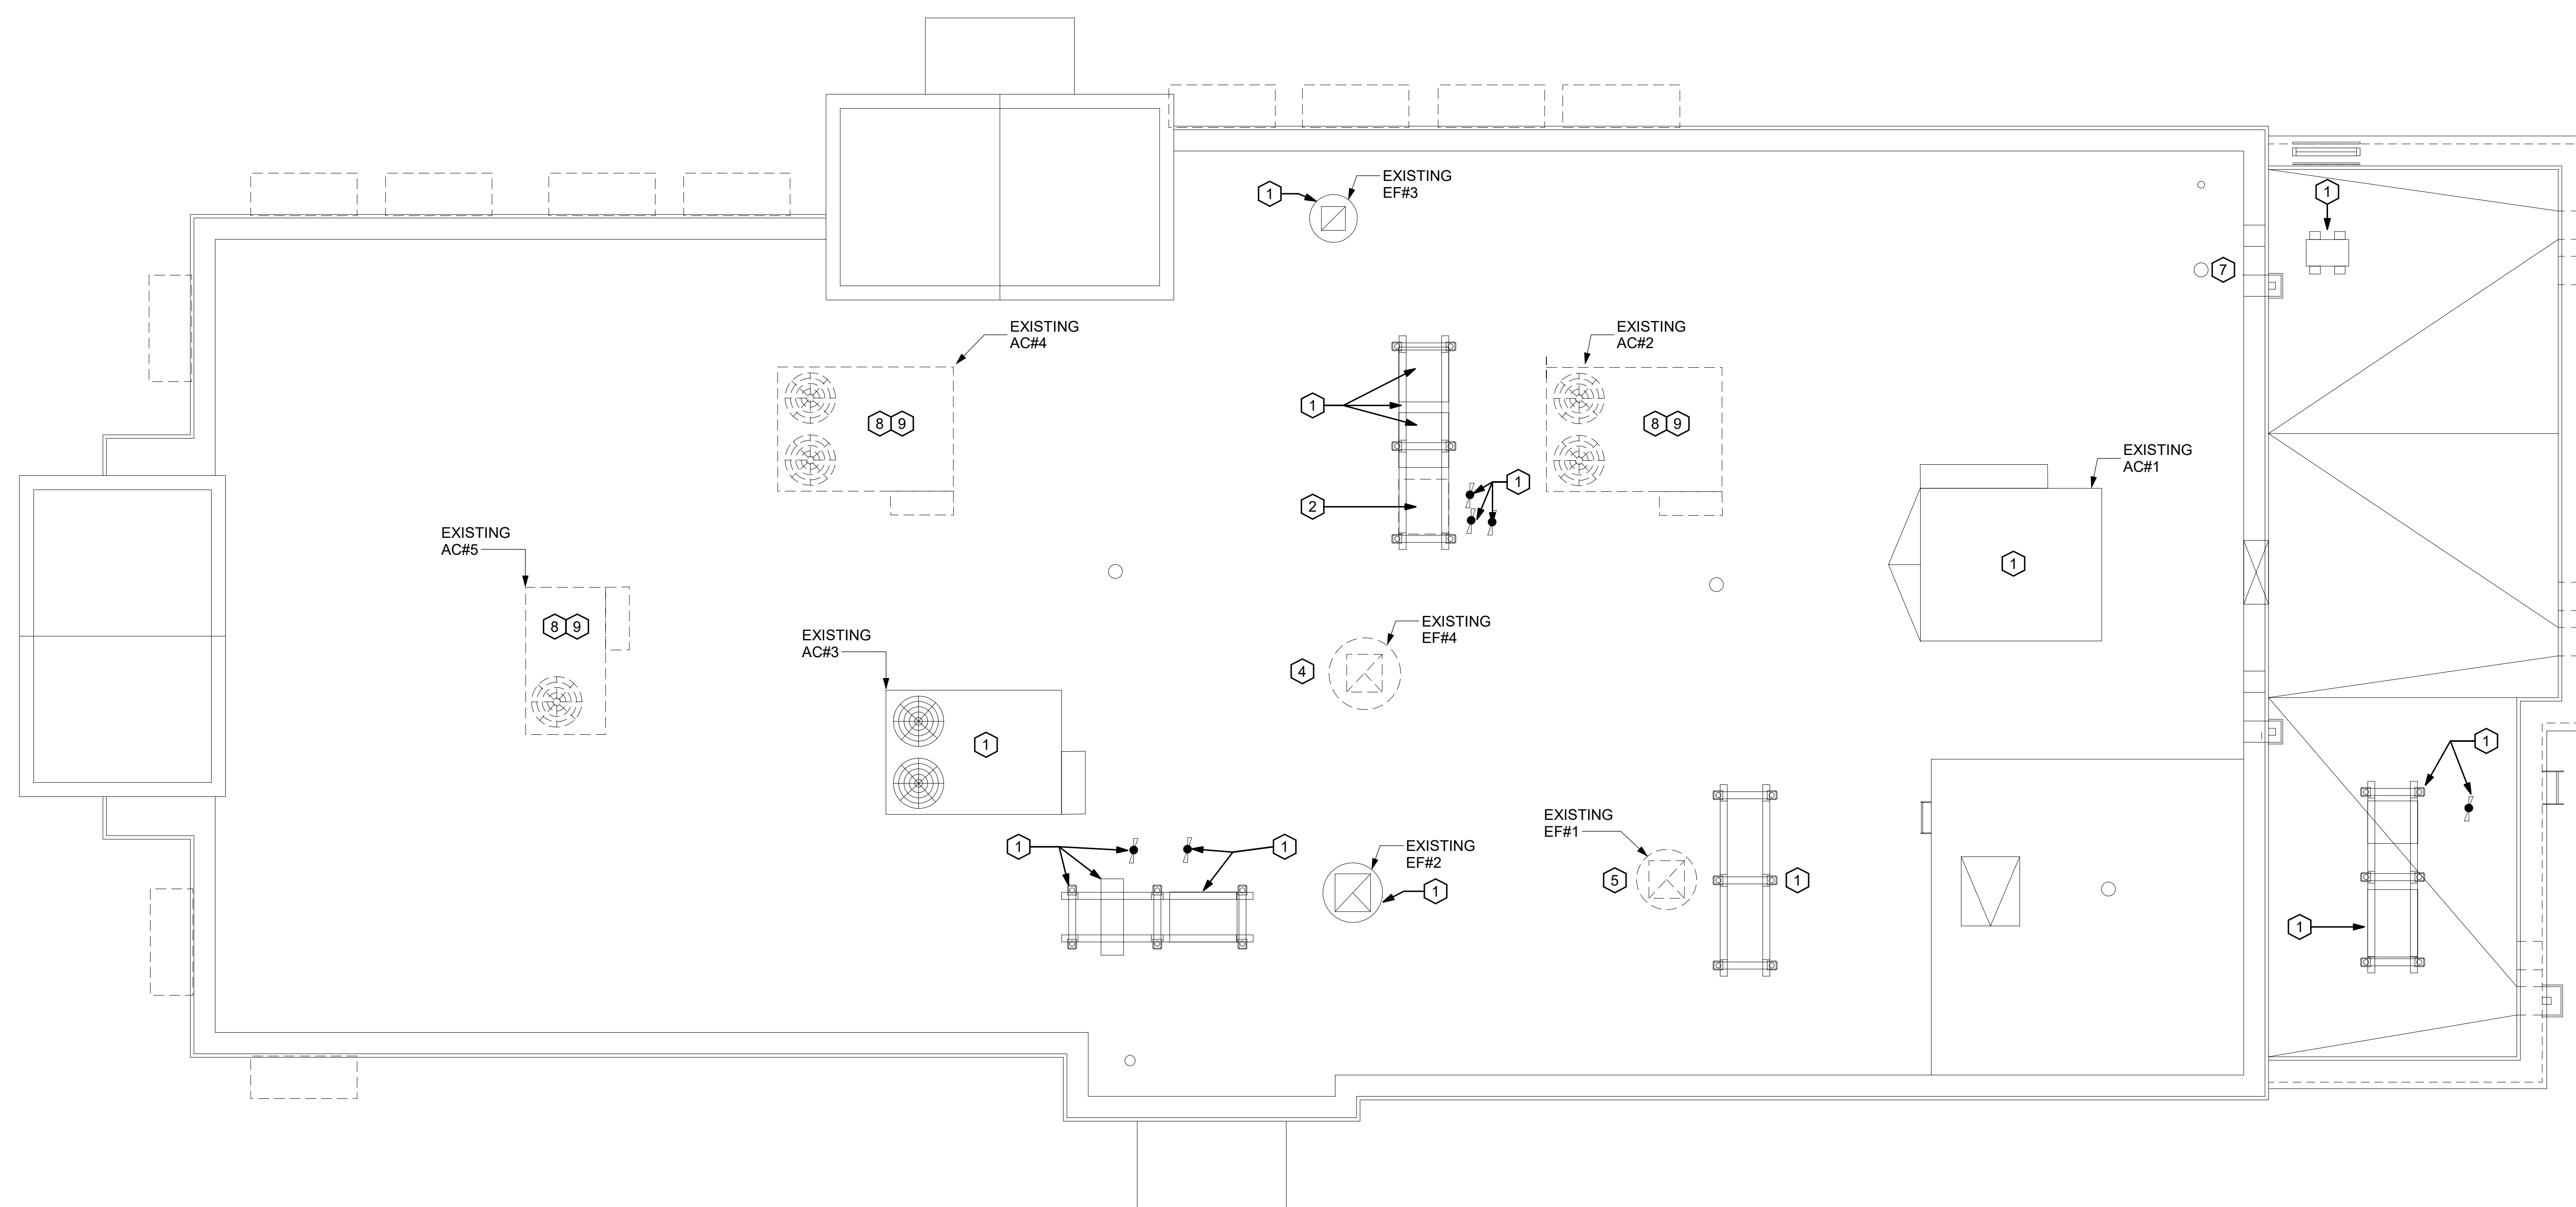 EXISTING
EF#3
1
1
7
EXISTING
AC#4
EXISTING
AC#2
1
8 9
8 9
EXISTING
AC#1
1
2
EXISTING
AC#5
1
8 9
EXISTING
AC#3
EXISTING
EF#4
4
1
1
EXISTING
EF#1
1
1
EXISTING
EF#2
1
5
1
1